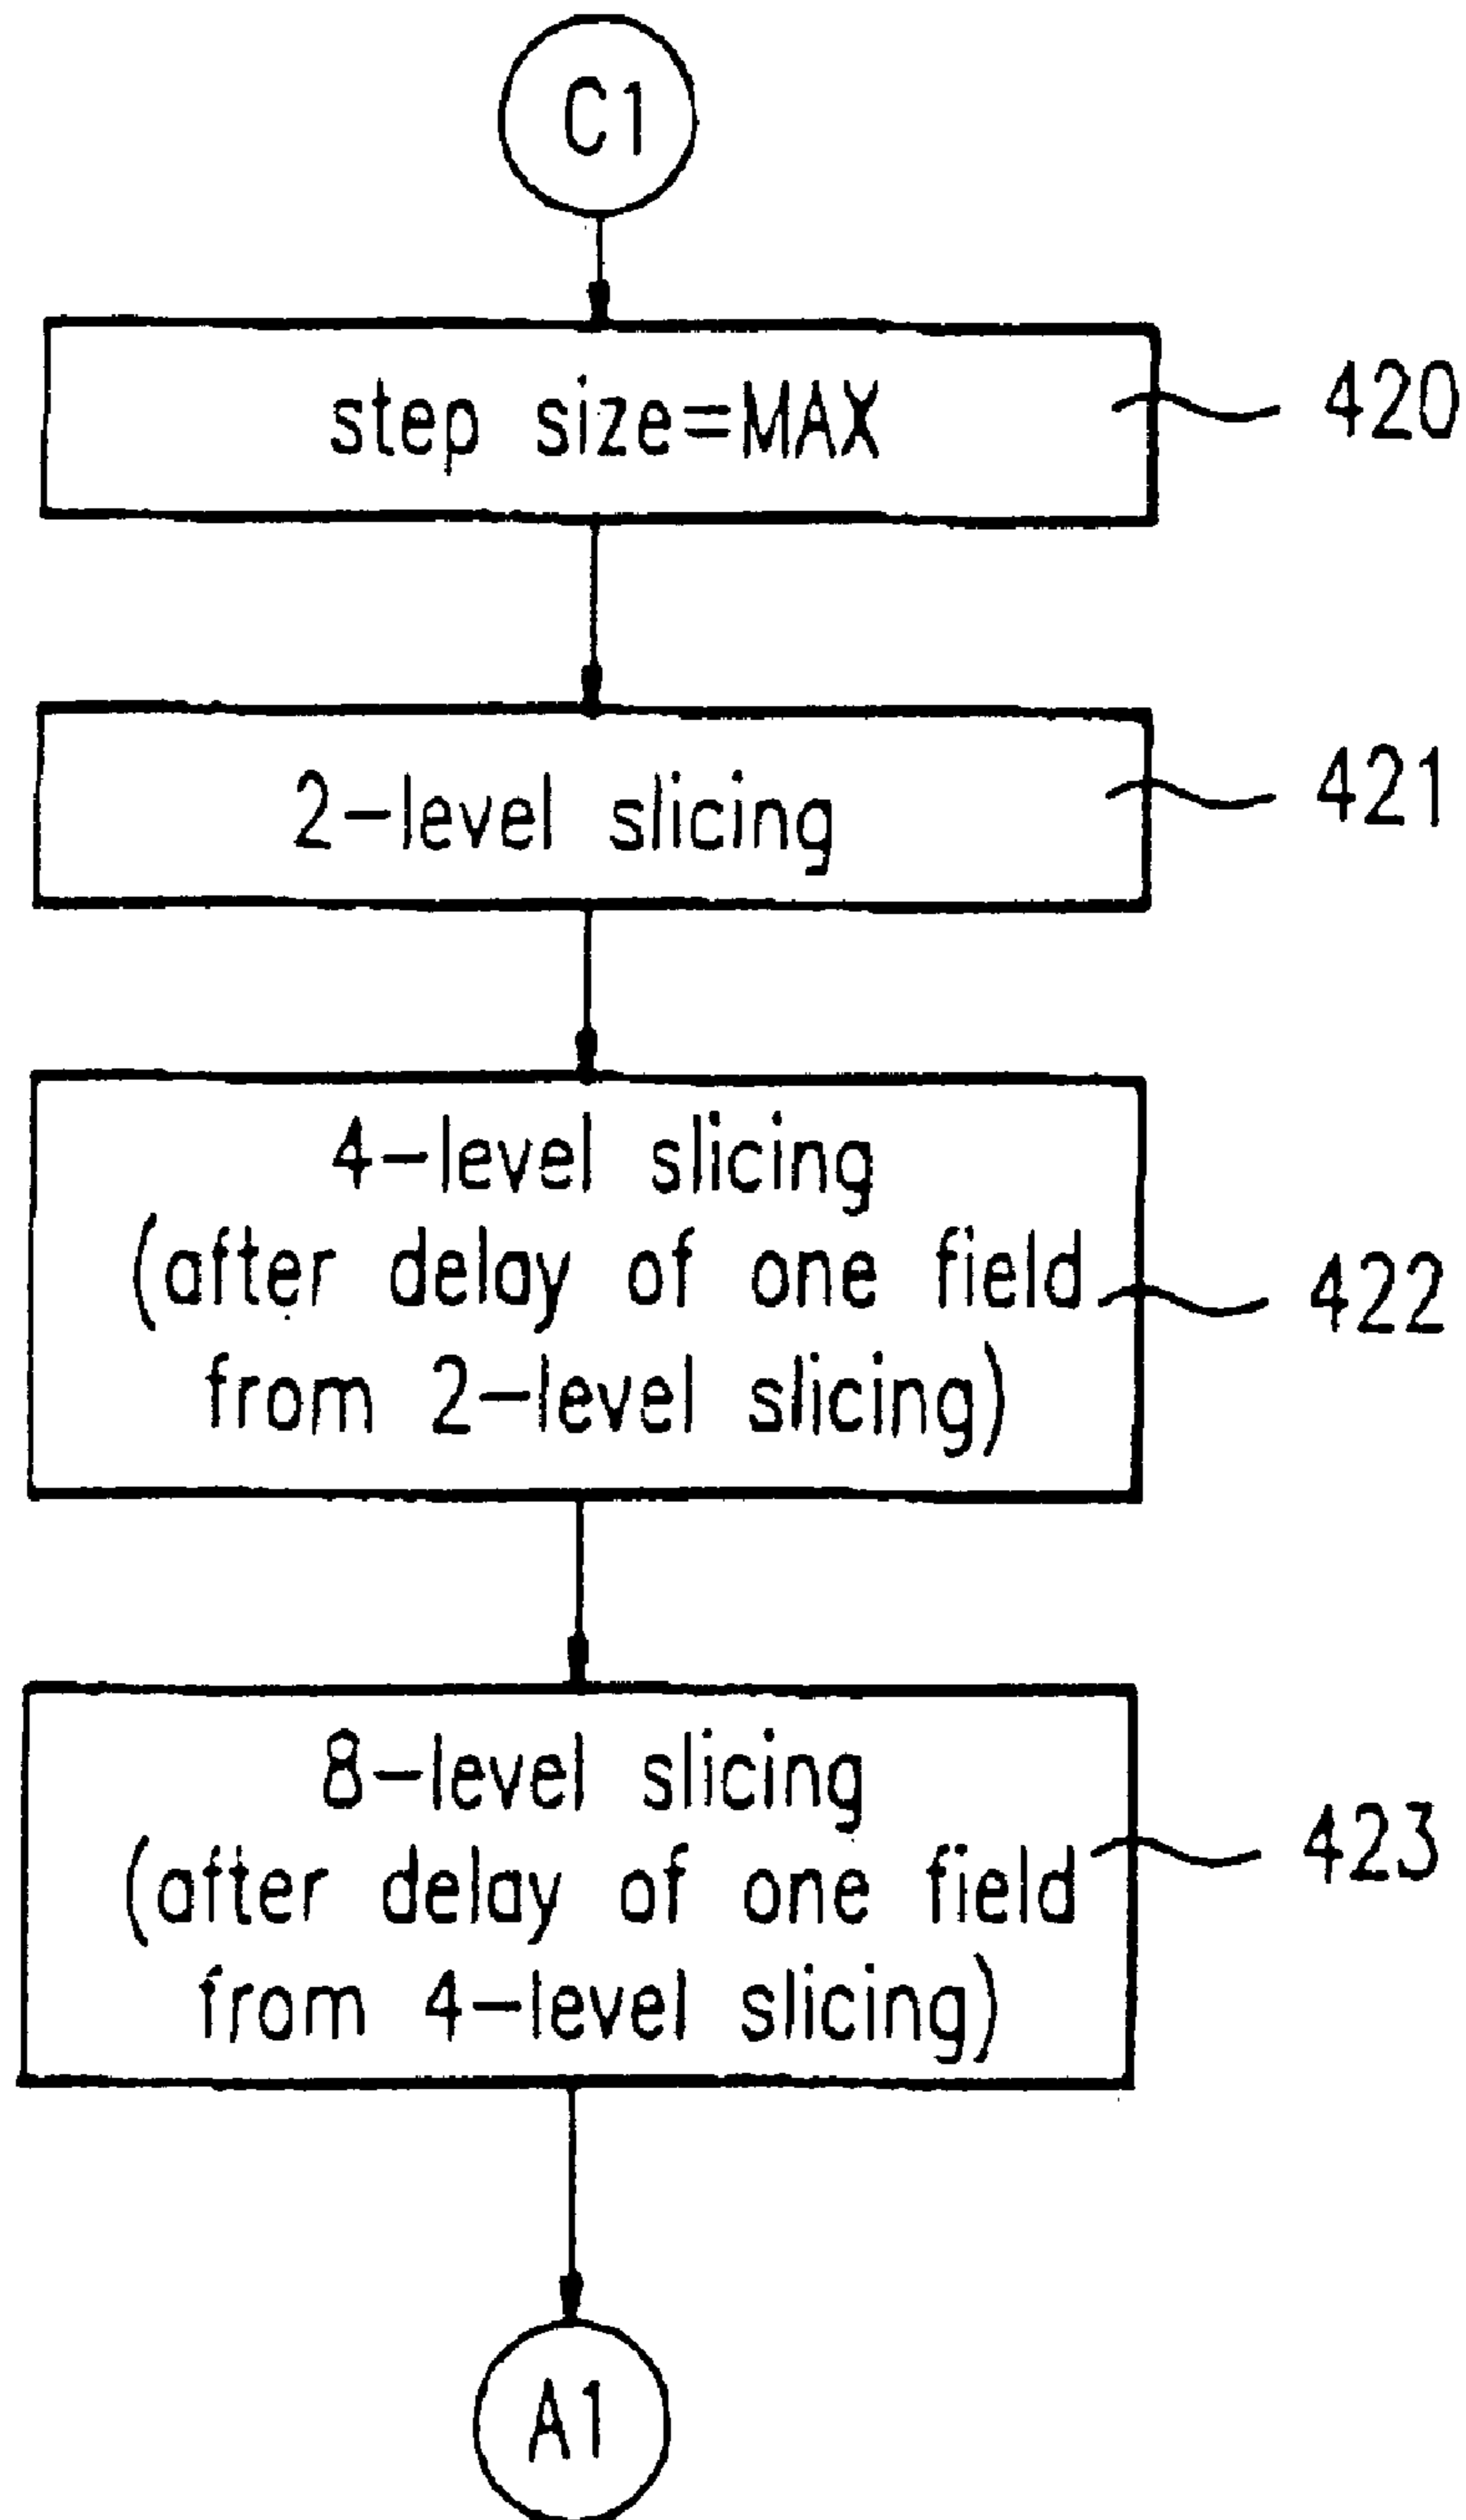 C1
step size=MAX
420
2-level slicing
421
4-level slicing
(after delay of one field
from 2-level slicing)
422
8-level slicing
(after delay of one field
from 4-level slicing)
423
A1